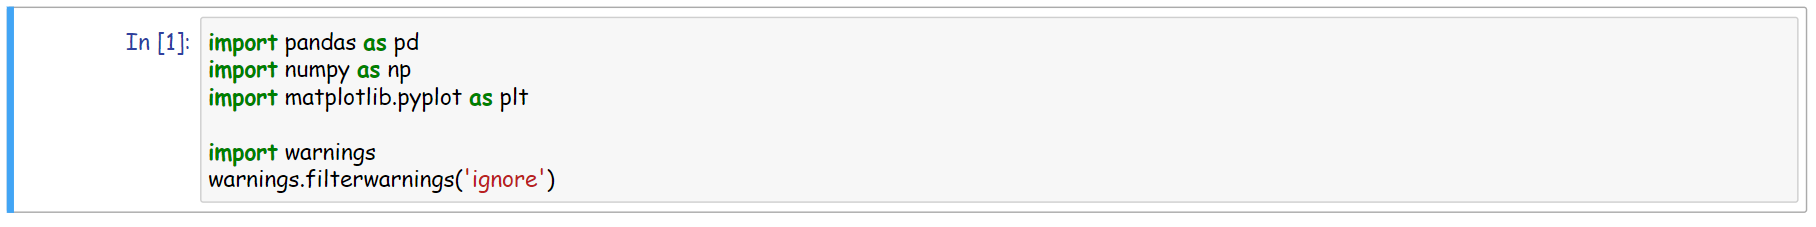 In [1]:
import pandas as pd
import numpy as np
import matplotlib.pyplot as plt
import warnings
warnings.filterwarnings('ignore')